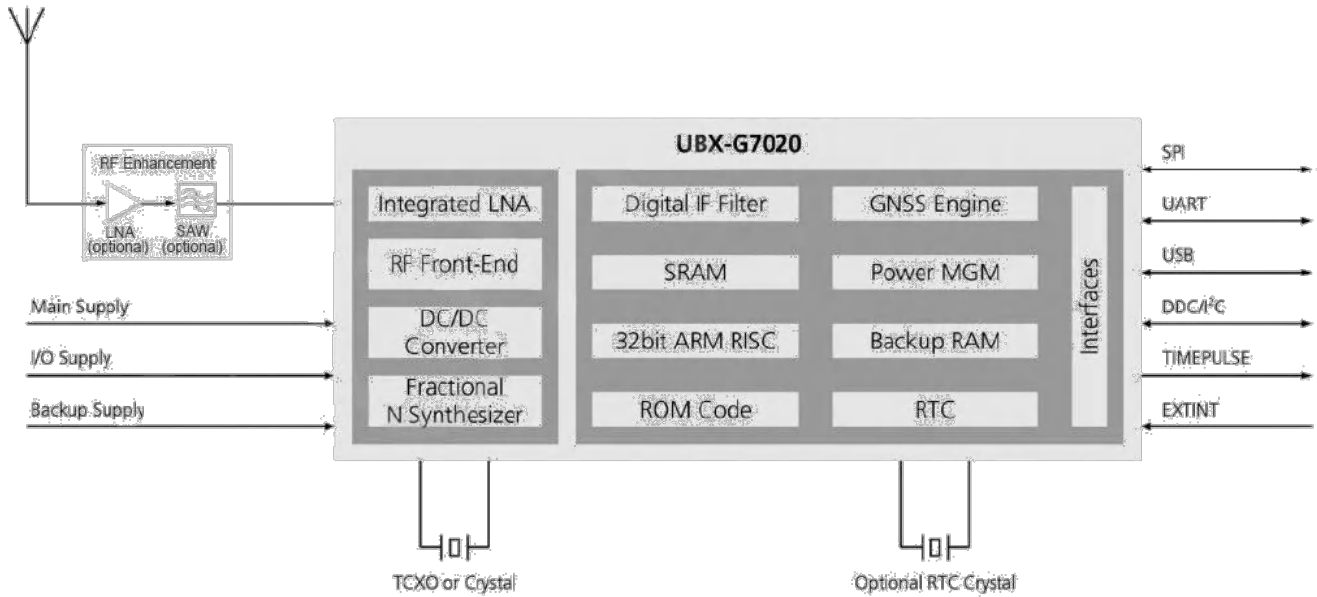 UBX-G7020
RF Enhancement
LNA
(optional)
SAW
(optional)
Main Supply
I/O Supply
Backup Supply
Integrated LNA
RF Front-End
DC/DC
Converter
Fractional
N Synthesizer
Digital IF Filter
SRAM
32bit ARM RISC
ROM Code
GNSS Engine
Power MGM
Backup RAM
RTC
Interfaces
SPI
UART
USB
DDC/I²C
TIMEPULSE
EXTINT
TCXO or Crystal
Optional RTC Crystal